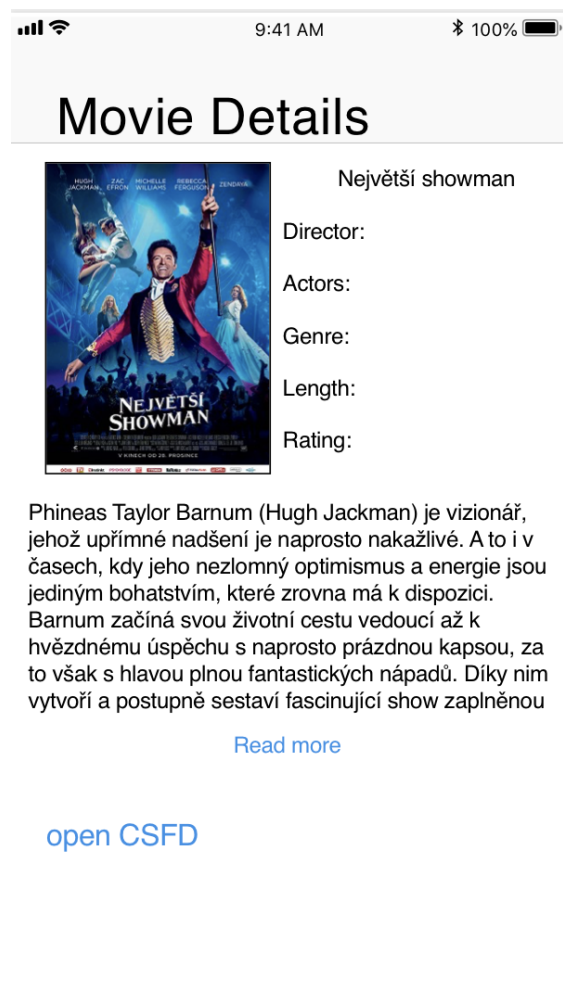 9:41 AM 100%
Movie Details
HUGH JACKMAN ZAC EFRON MICHELLE WILLIAMS REBECCA FERGUSON ZENDAYA
NEJVĚTŠÍ
SHOWMAN
V KINECH OD 28. PROSINCE
Největší showman
Director:
Actors:
Genre:
Length:
Rating:
Phineas Taylor Barnum (Hugh Jackman) je vizionář,
jehož upřímné nadšení je naprosto nakažlivé. A to i v
časech, kdy jeho nezlomný optimismus a energie jsou
jediným bohatstvím, které zrovna má k dispozici.
Barnum začíná svou životní cestu vedoucí až k
hvězdnému úspěchu s naprosto prázdnou kapsou, za
to však s hlavou plnou fantastických nápadů. Díky nim
vytvoří a postupně sestaví fascinující show zaplněnou
Read more
open CSFD